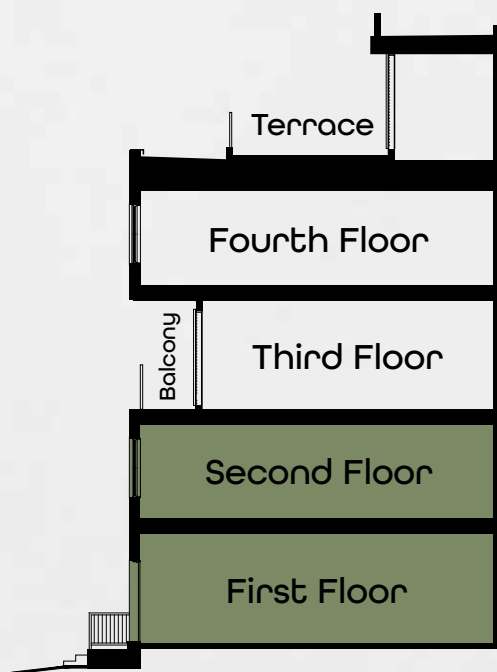 Terrace
Fourth Floor
Balcony
Third Floor
Second Floor
First Floor